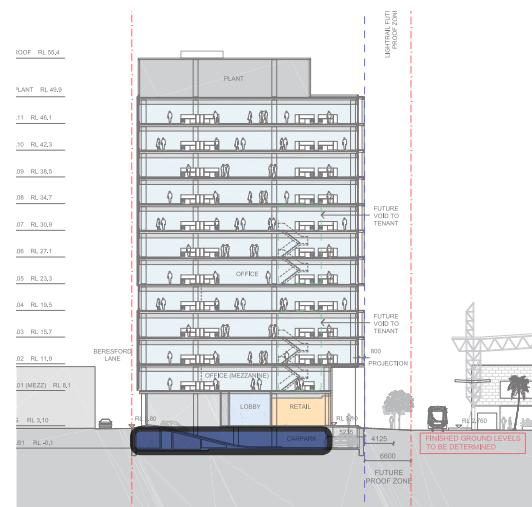 LIGHTRAIL FUT
PROOF ZONE
ROOF RL 55,4
PLANT
PLANT RL 49,9
.11 RL 46,1
.10 RL 42,3
.09 RL 38,5
.08 RL 34,7
FUTURE
VOID TO
TENANT
.07 RL 30,9
.06 RL 27,1
OFFICE
.05 RL 23,3
.04 RL 19,5
FUTURE
VOID TO
TENANT
.03 RL 15,7
BERESFORD
LANE
800
PROJECTION
.02 RL 11,9
OFFICE (MEZZANINE)
.01 (MEZZ) RL 8,1
LOBBY
RETAIL
G RL 3,10
5215
4125
FINISHED GROUND LEVELS
TO BE DETERMINED
CARPARK
RL -0,1
6600
FUTURE
PROOF ZONE